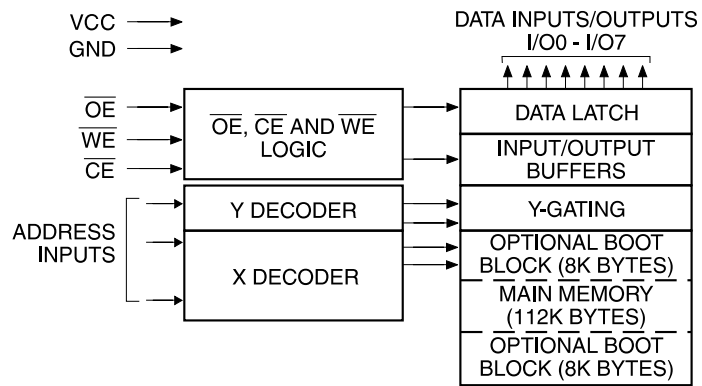 VCC
GND
DATA INPUTS/OUTPUTS
I/O0 - I/O7
OE
WE
CE
OE, CE AND WE
LOGIC
DATA LATCH
INPUT/OUTPUT
BUFFERS
ADDRESS
INPUTS
Y DECODER
Y-GATING
X DECODER
OPTIONAL BOOT
BLOCK (8K BYTES)
MAIN MEMORY
(112K BYTES)
OPTIONAL BOOT
BLOCK (8K BYTES)